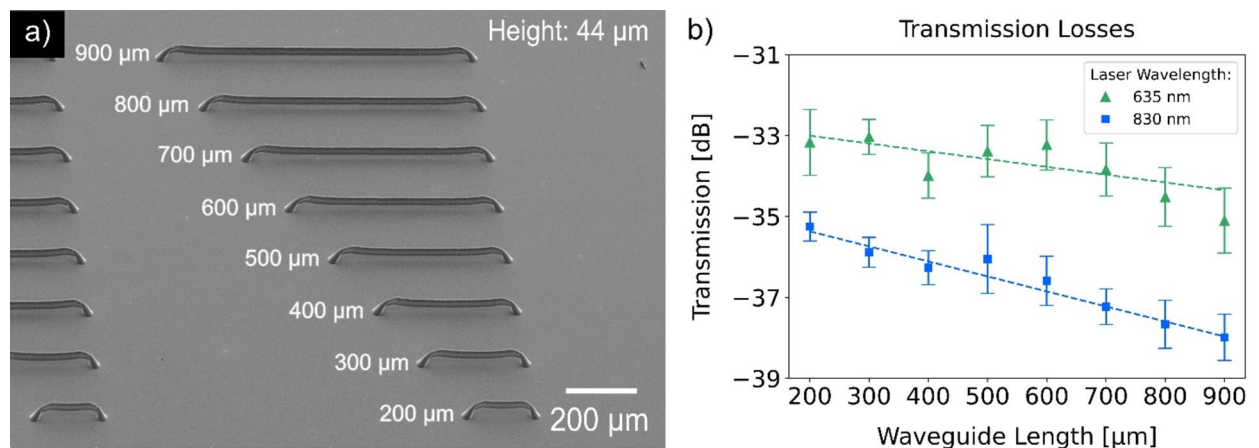 a)
Height: 44 µm
900 µm
800 µm
700 µm
600 µm
500 µm
400 µm
300 µm
200 µm
200 µm
b)
Transmission Losses
Transmission [dB]
−31
−33
−35
−37
−39
Laser Wavelength:
635 nm
830 nm
200 300 400 500 600 700 800 900
Waveguide Length [µm]